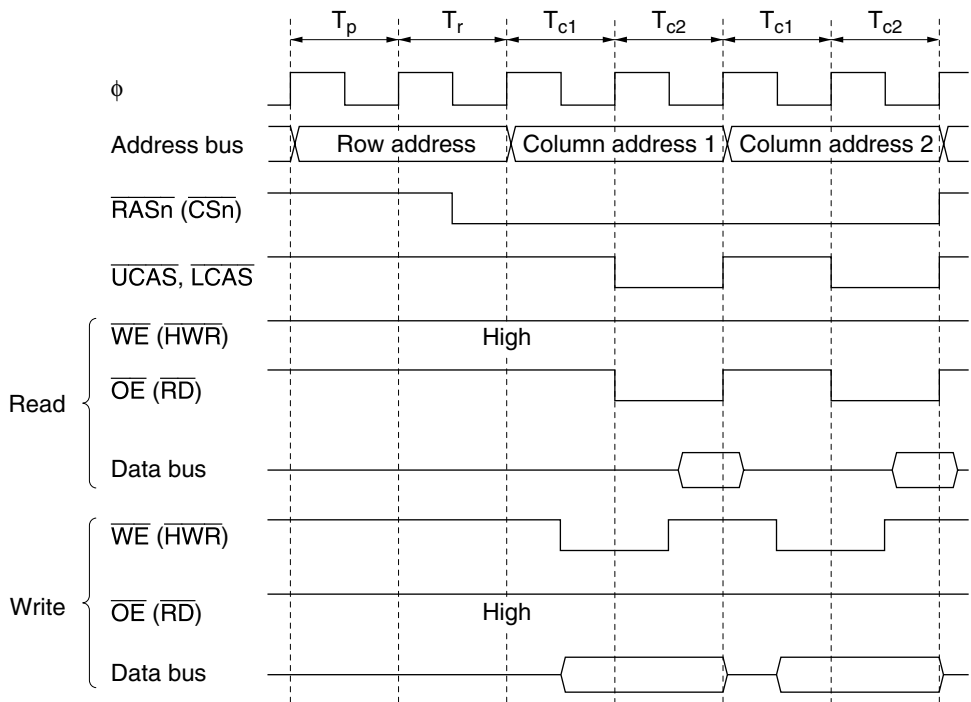 Tp Tr Tc1 Tc2 Tc1 Tc2
φ
Address bus Row address Column address 1 Column address 2
RASn (CSn)
UCAS, LCAS
Read
WE (HWR) High
OE (RD)
Data bus
Write
WE (HWR)
OE (RD) High
Data bus